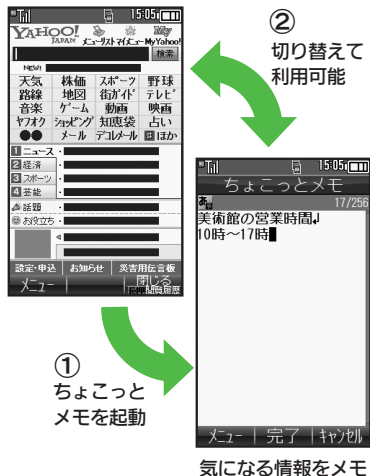 15:05
YAHOO!
JAPAN
メニューリスト マイメニュー My Yahoo!
My
検索
NEW!
天気 株価 スポーツ 野球
路線 地図 街ガイド テレビ
音楽 ゲーム 動画 映画
ヤフオク ショッピング 知恵袋 占い
●● メール デコメール ほか
1 ニュース・
2 経済・
3 スポーツ・
4 芸能・
話題・
お役立ち・
設定・申込 お知らせ 災害用伝言板
メニュー 閉じる
長押 閲覧履歴
②
切り替えて
利用可能
15:05
ちょこっとメモ
あ 17/256
美術館の営業時間↲
10時～17時
メニュー 完了 キャンセル
①
ちょこっと
メモを起動
気になる情報をメモ